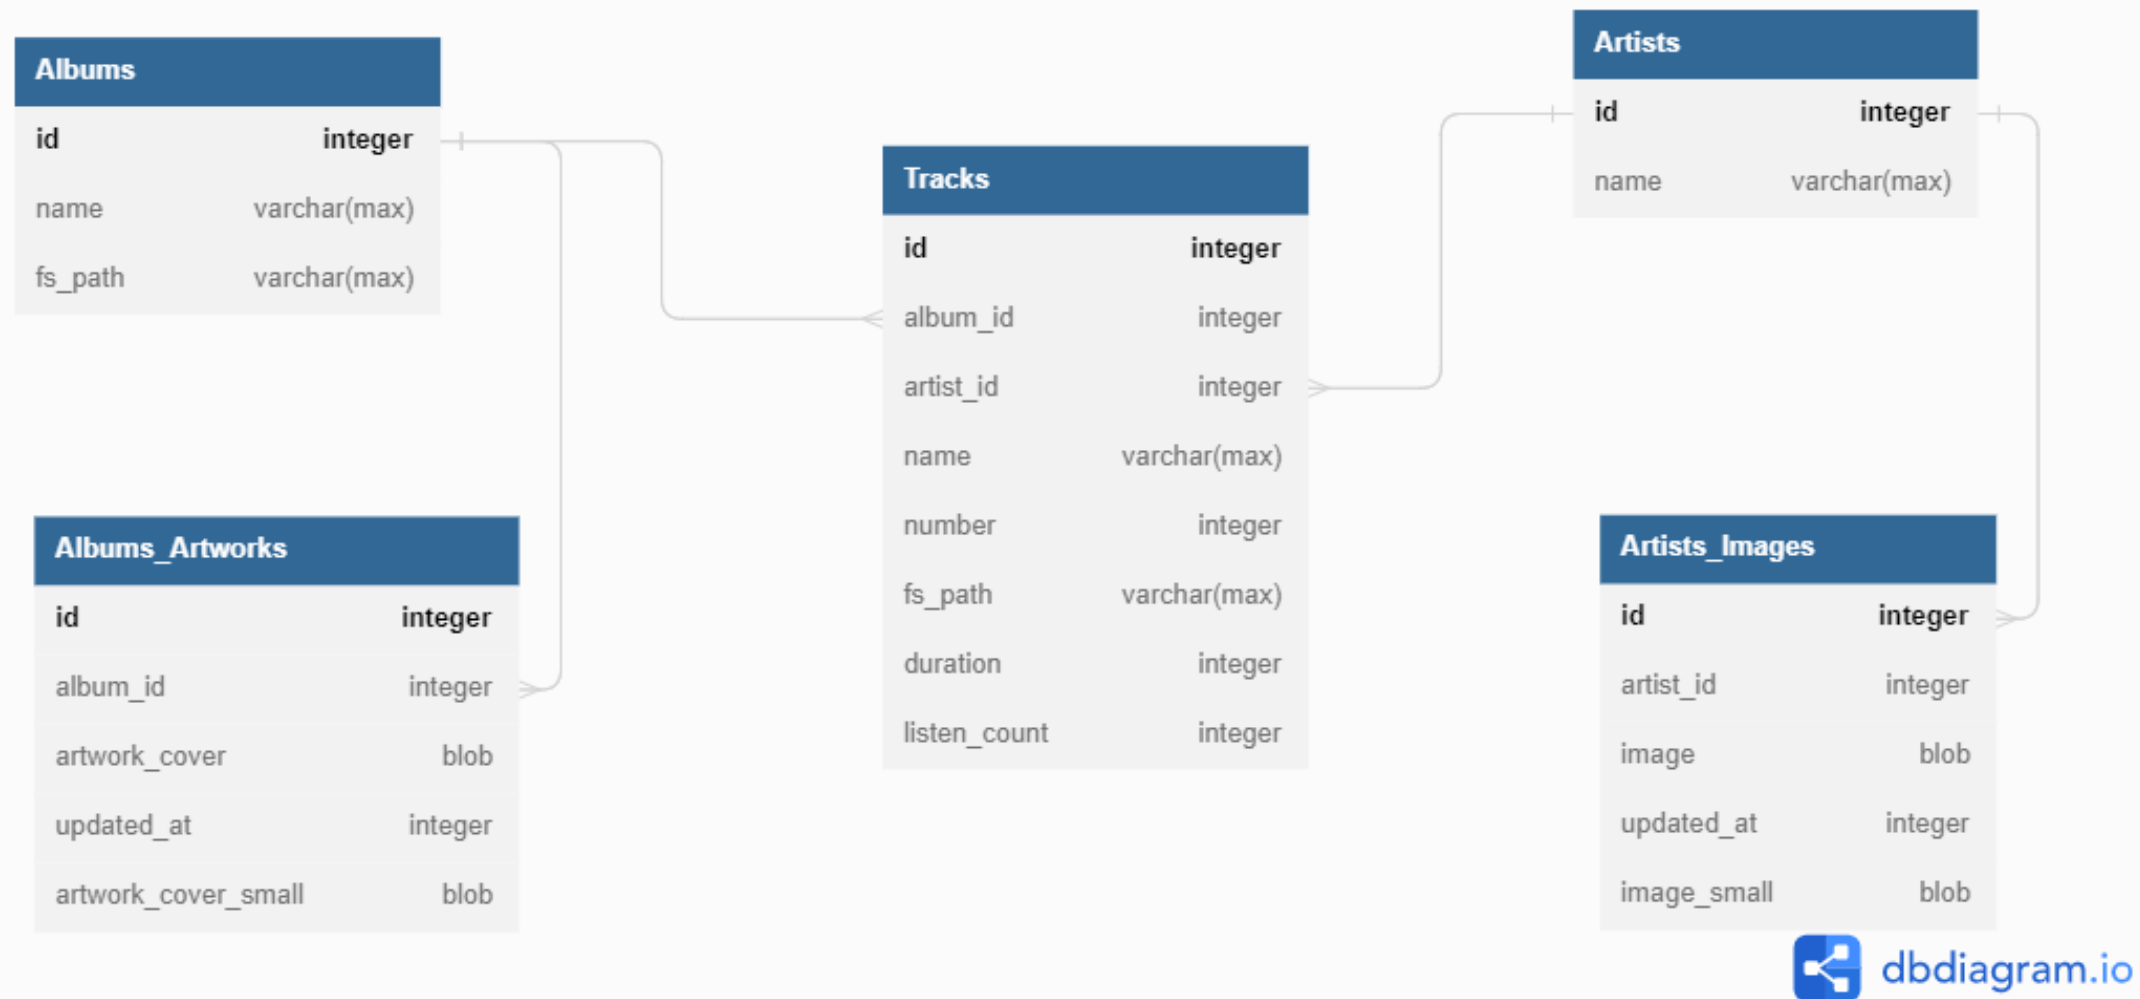 Albums
id integer
name varchar(max)
fs_path varchar(max)
Albums_Artworks
id integer
album_id integer
artwork_cover blob
updated_at integer
artwork_cover_small blob
Tracks
id integer
album_id integer
artist_id integer
name varchar(max)
number integer
fs_path varchar(max)
duration integer
listen_count integer
Artists
id integer
name varchar(max)
Artists_Images
id integer
artist_id integer
image blob
updated_at integer
image_small blob
dbdiagram.io